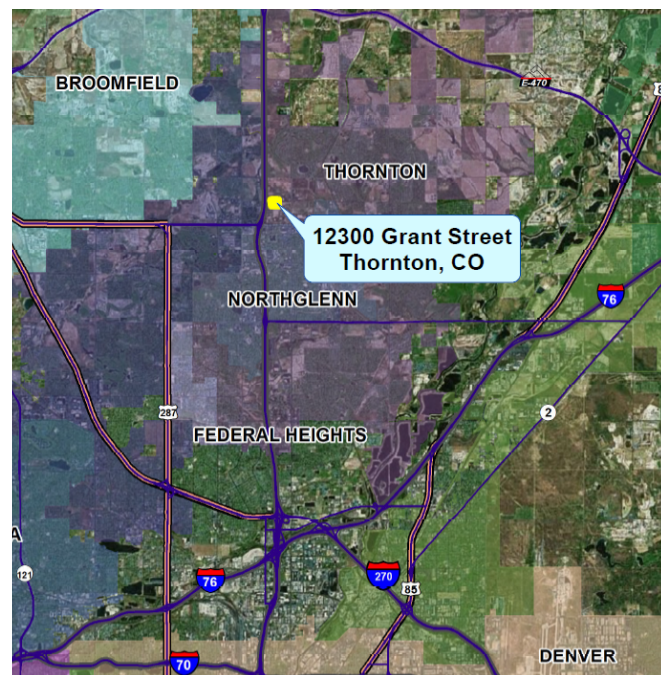 BROOMFIELD
E-470
8
THORNTON
12300 Grant Street
Thornton, CO
NORTHGLENN
76
287
2
FEDERAL HEIGHTS
A
121
76
270
85
70
DENVER